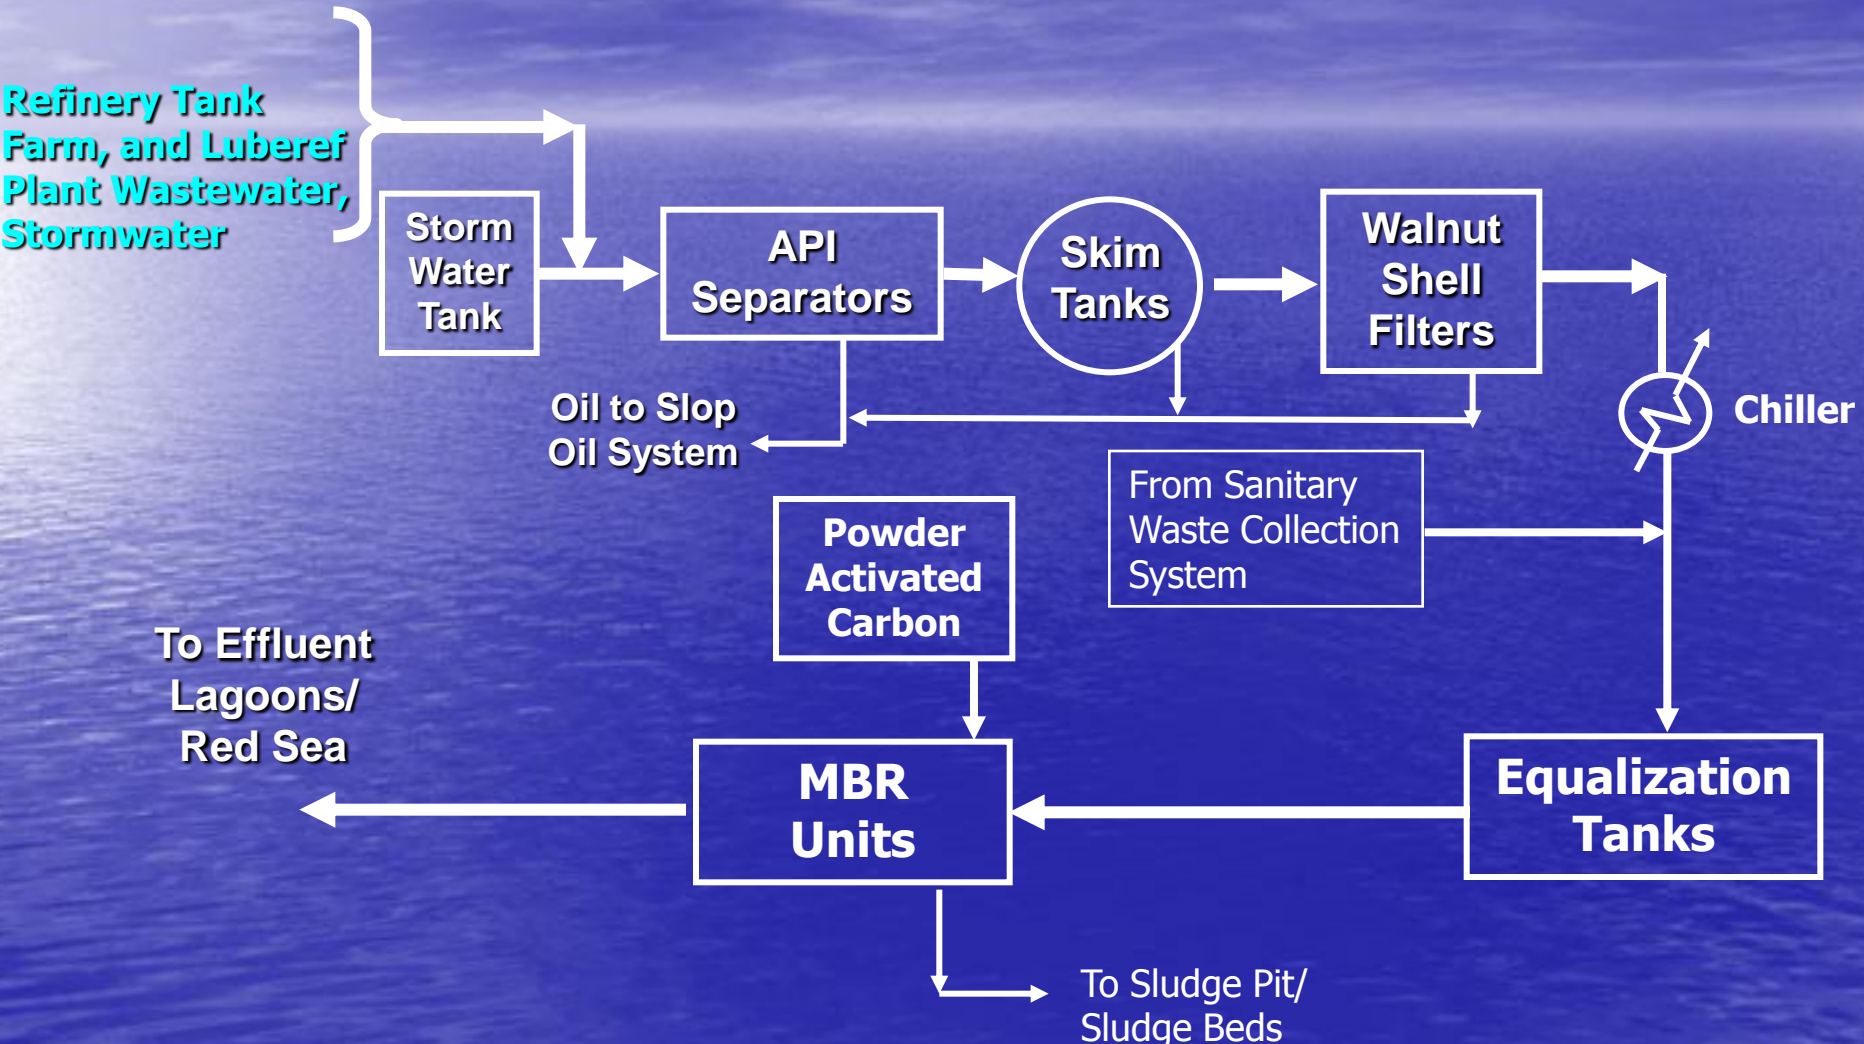 Refinery Tank
Farm, and Luberef
Plant Wastewater,
Stormwater
Storm
Water
Tank
API
Separators
Skim
Tanks
Walnut
Shell
Filters
Chiller
Oil to Slop
Oil System
From Sanitary
Waste Collection
System
Powder
Activated
Carbon
To Effluent
Lagoons/
Red Sea
MBR
Units
Equalization
Tanks
To Sludge Pit/
Sludge Beds